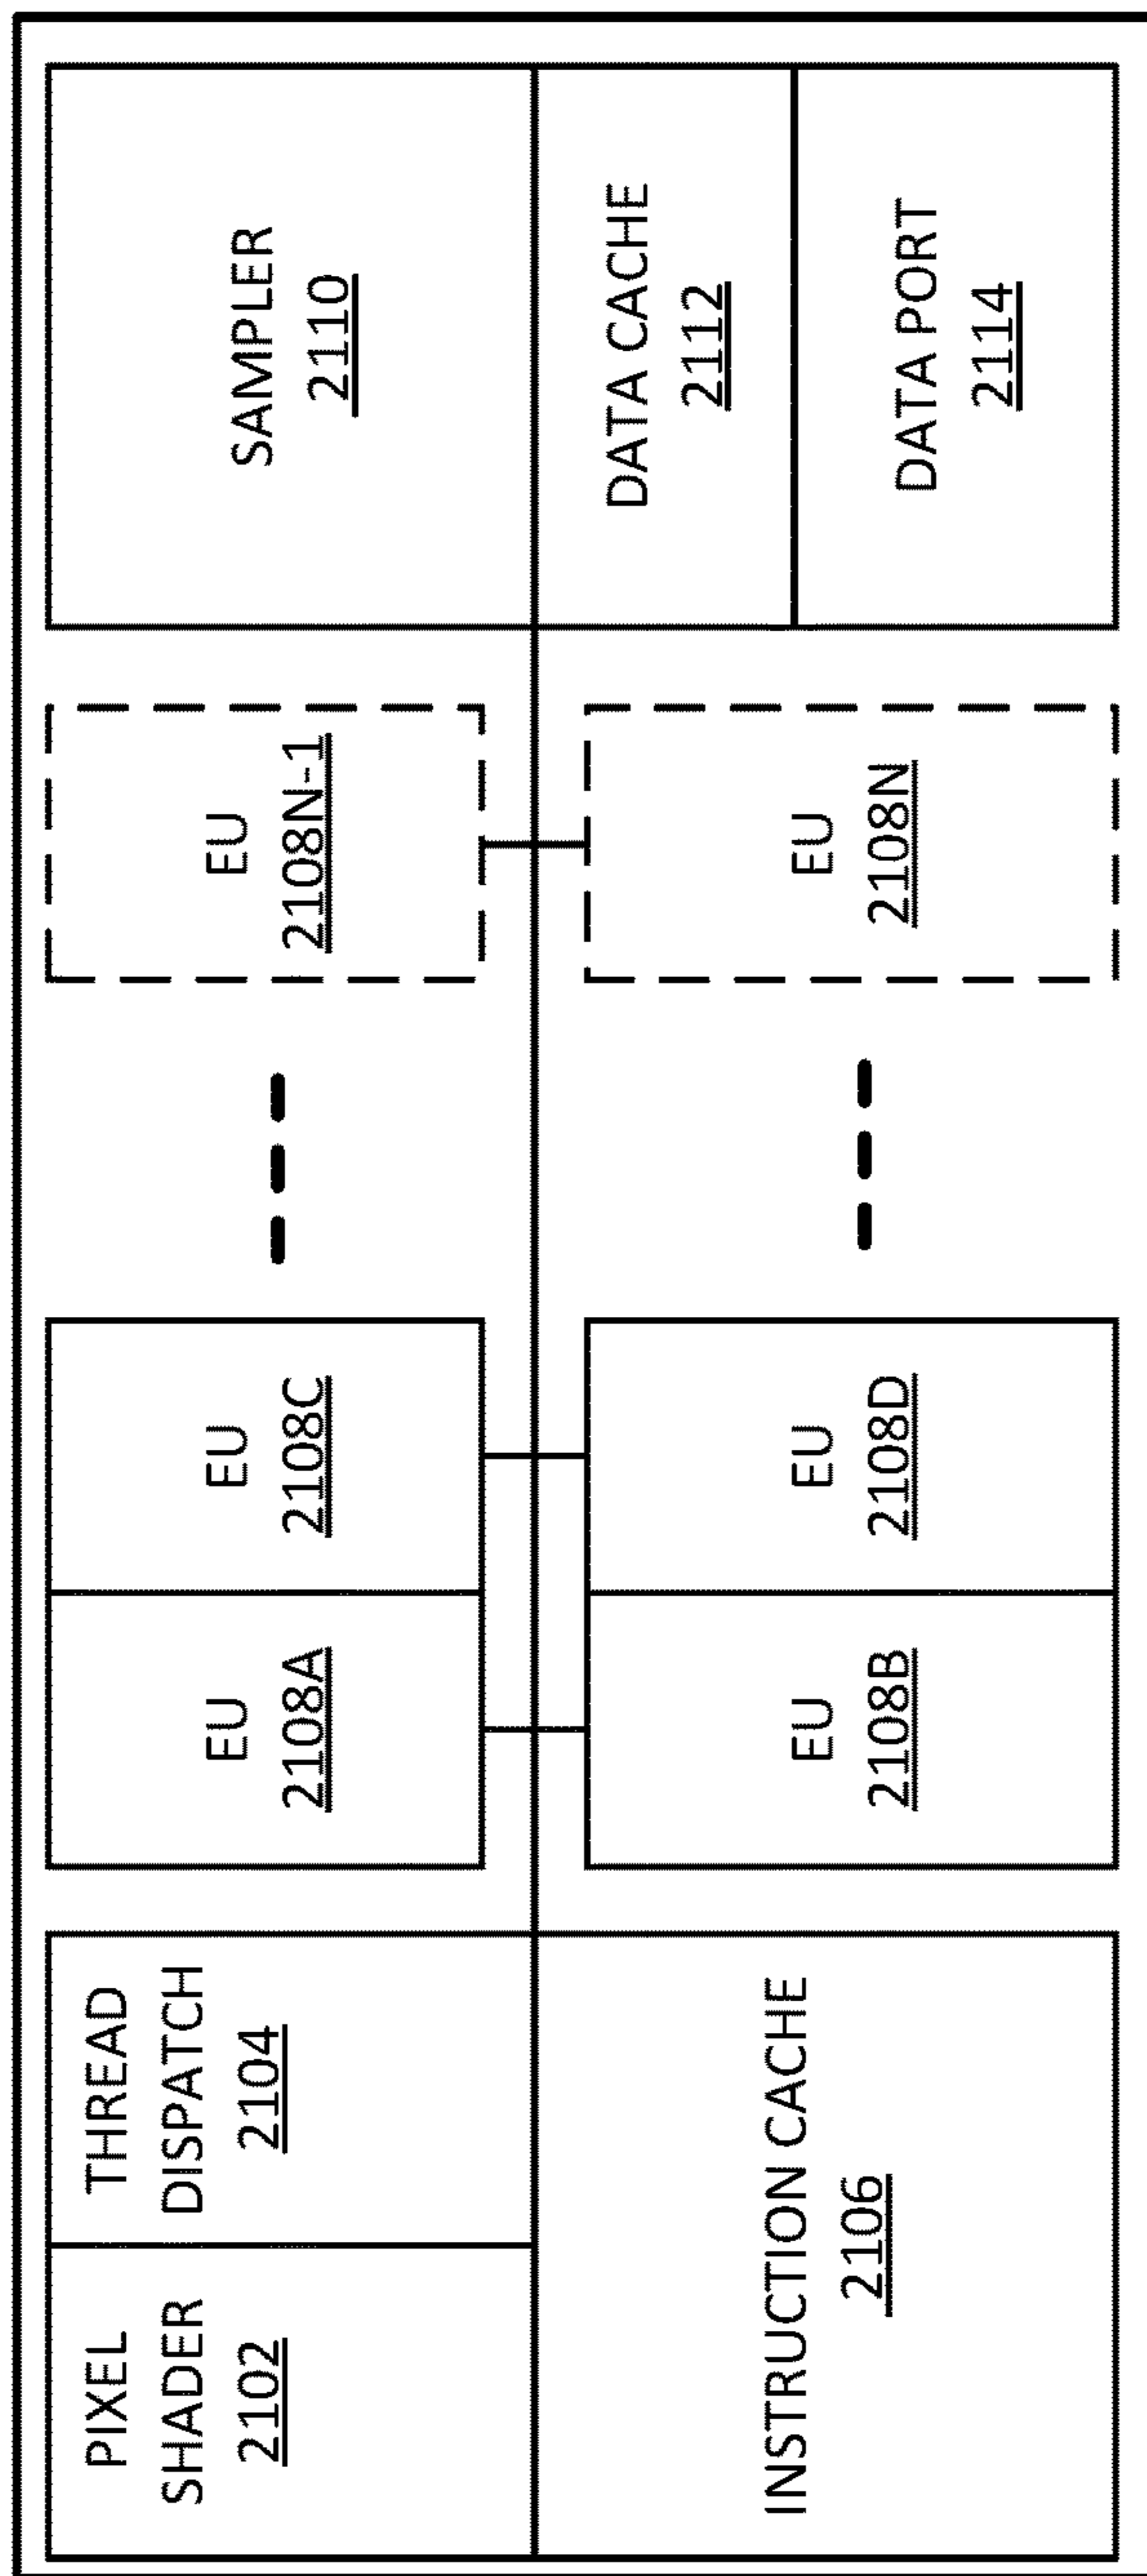 PIXEL
SHADER
2102
THREAD
DISPATCH
2104
INSTRUCTION CACHE
2106
EU
2108A
EU
2108C
EU
2108B
EU
2108D
EU
2108N-1
EU
2108N
SAMPLER
2110
DATA CACHE
2112
DATA PORT
2114